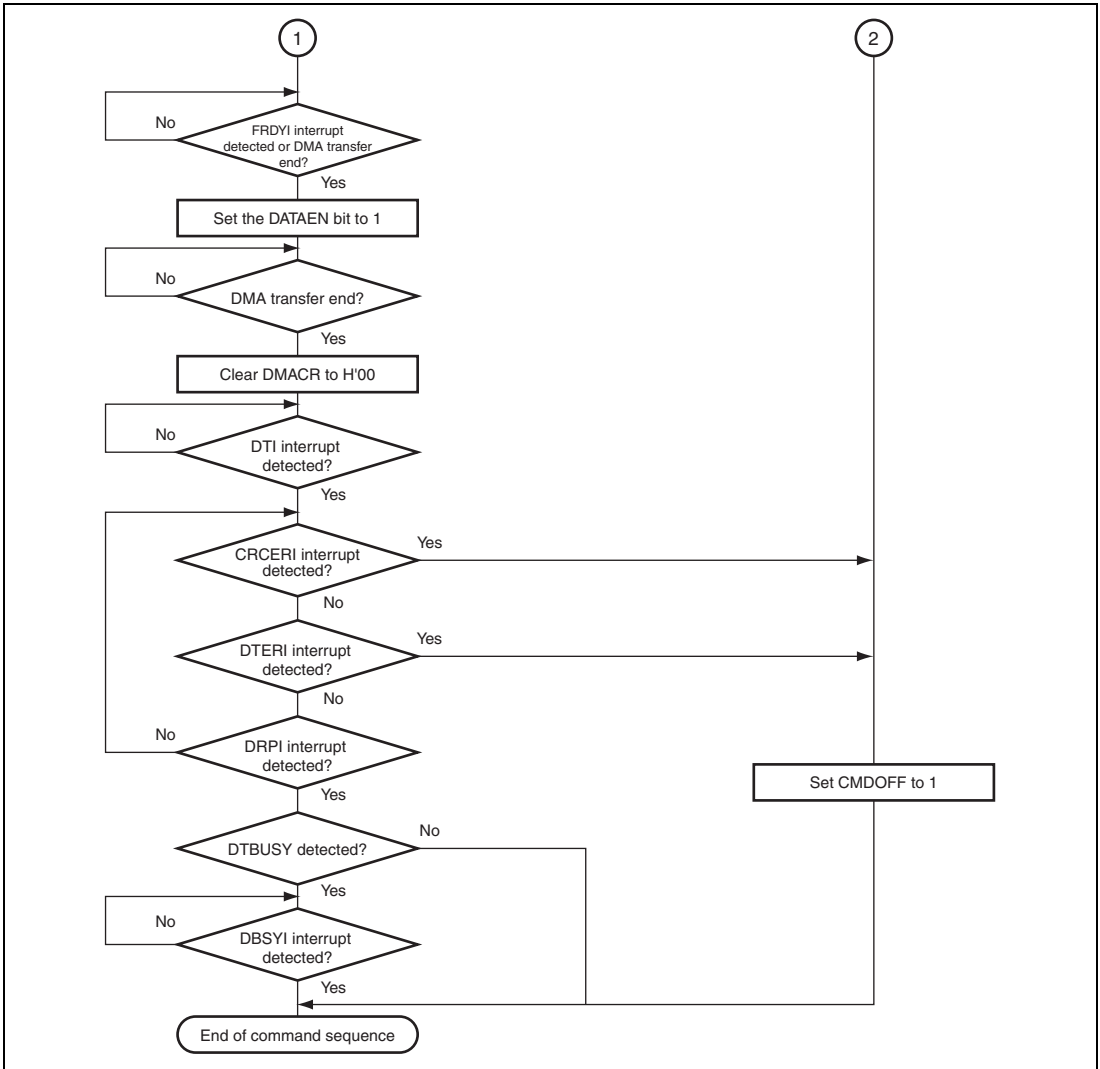 1
2
FRDYI interrupt
detected or DMA transfer
end?
No
Yes
Set the DATAEN bit to 1
No
DMA transfer end?
Yes
Clear DMACR to H'00
No
DTI interrupt
detected?
Yes
CRCERI interrupt
detected?
Yes
No
DTERI interrupt
detected?
Yes
No
No
DRPI interrupt
detected?
Yes
Set CMDOFF to 1
DTBUSY detected?
No
Yes
No
DBSYI interrupt
detected?
Yes
End of command sequence